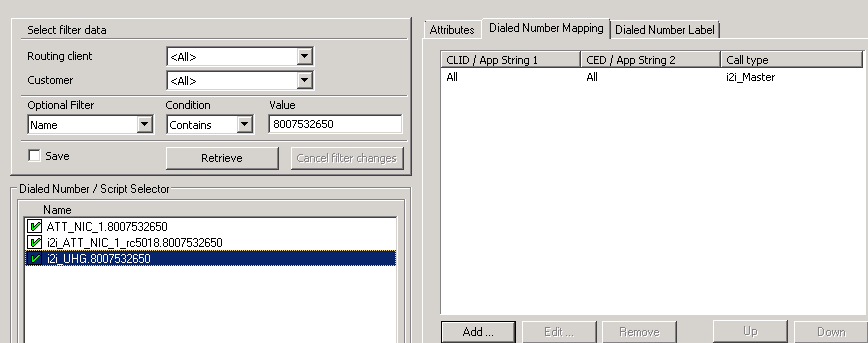 Select filter data
Routing client
<All>
Customer
<All>
Optional Filter Condition Value
Name Contains 8007532650
Save Retrieve Cancel filter changes
Dialed Number / Script Selector
Name
ATT_NIC_1.8007532650
i2i_ATT_NIC_1_rc5018.8007532650
i2i_UHG.8007532650
Attributes Dialed Number Mapping Dialed Number Label
CLID / App String 1 CED / App String 2 Call type
All All i2i_Master
Add ... Edit ... Remove Up Down